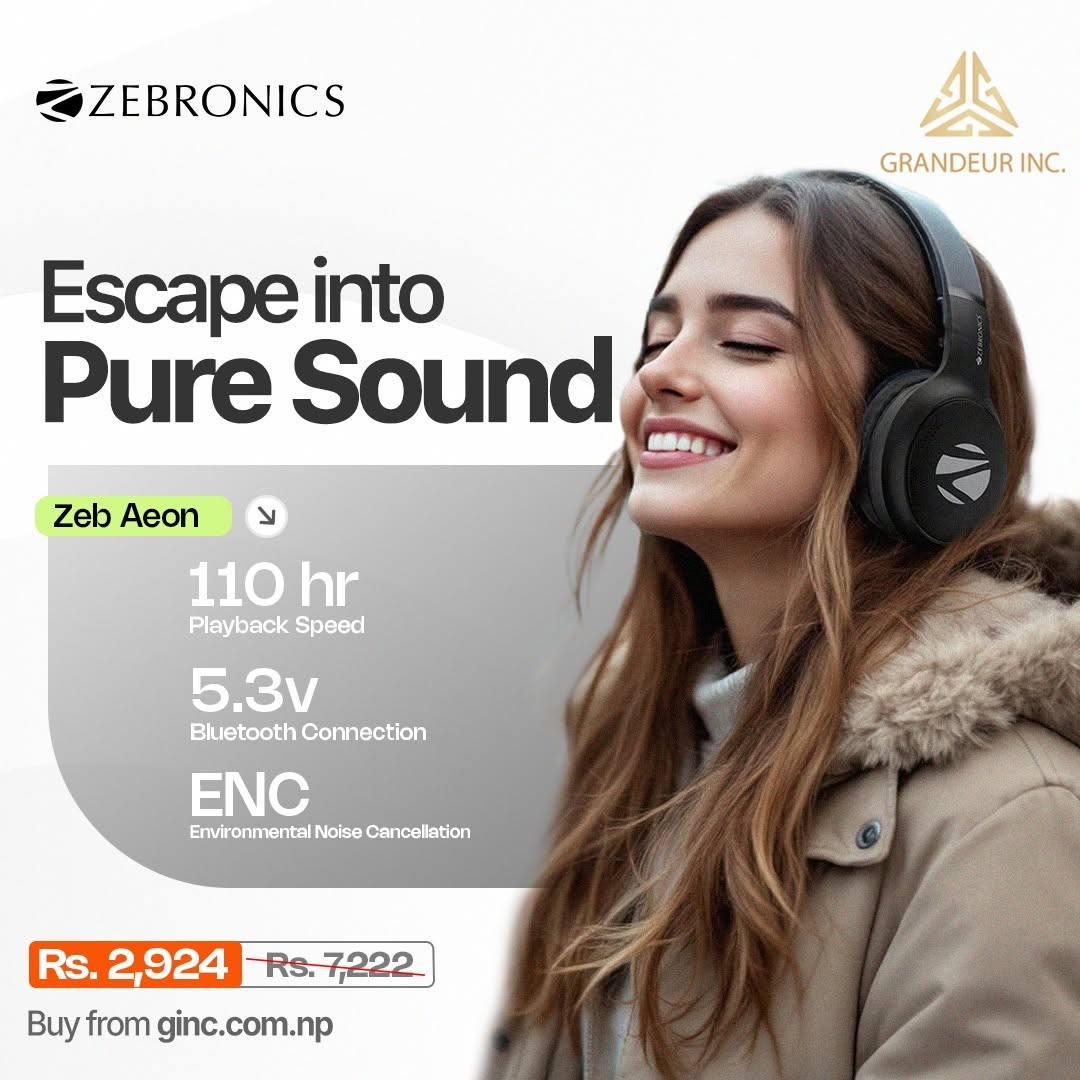 ZEBRONICS
GRANDEUR INC.
Escape into
Pure Sound
ZEBRONICS
Zeb Aeon
110 hr
Playback Speed
5.3v
Bluetooth Connection
ENC
Environmental Noise Cancellation
Rs. 2,924 Rs. 7,222
Buy from ginc.com.np